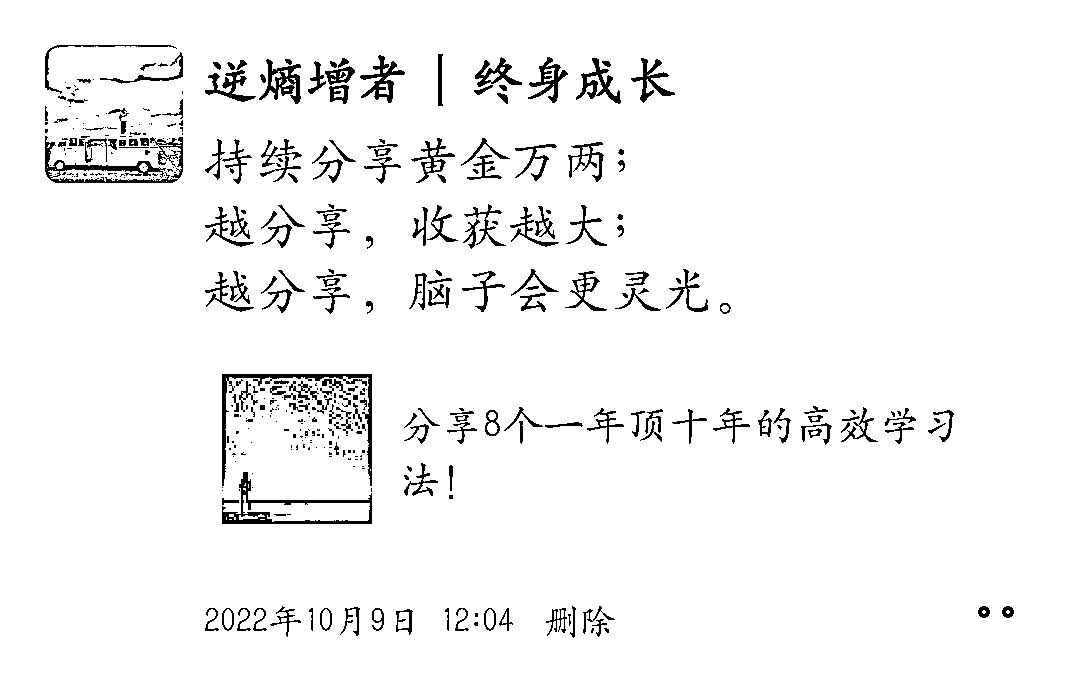 逆熵增者｜终身成长
持续分享黄金万两；
越分享，收获越大；
越分享，脑子会更灵光。
分享8个一年顶十年的高效学习
法！
2022年10月9日 12:04 删除